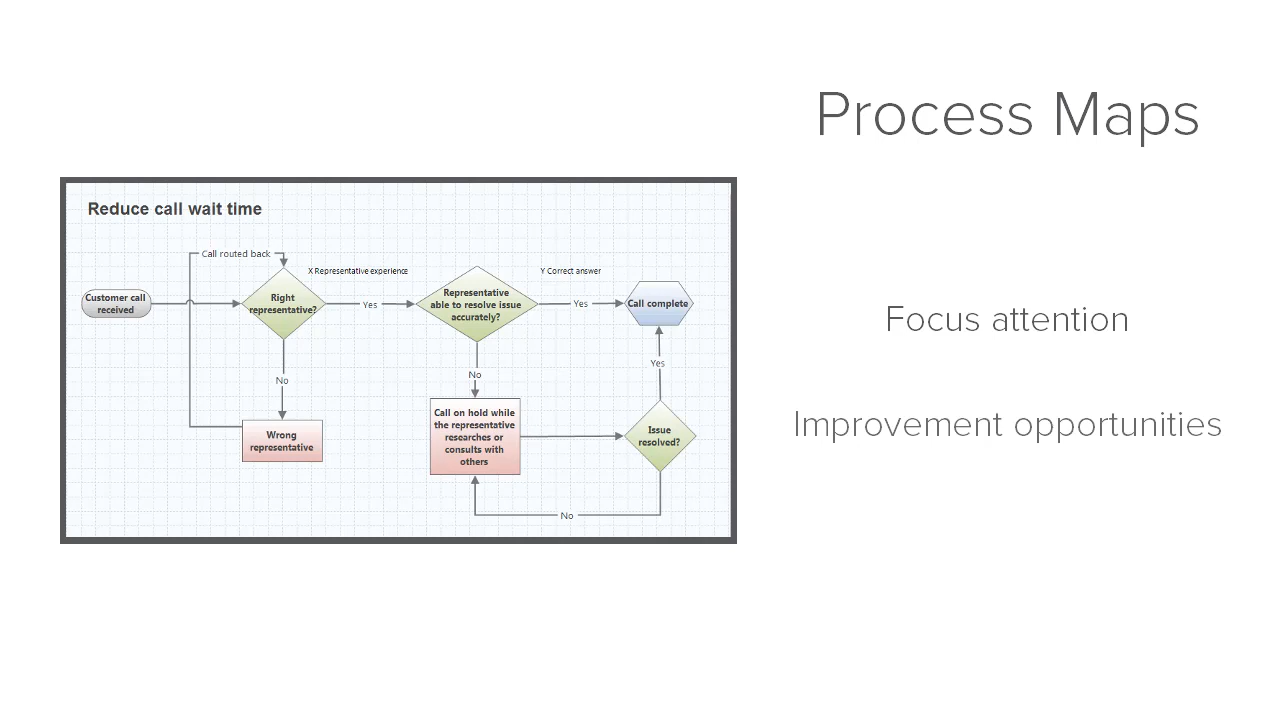 Process Maps
Reduce call wait time
Call routed back
X Representative experience
Y Correct answer
Customer call
received
Right
representative?
Yes
Representative
able to resolve issue
accurately?
Yes
Call complete
No
No
Yes
Wrong
representative
Call on hold while
the representative
researches or
consults with
others
Issue
resolved?
No
Focus attention
Improvement opportunities